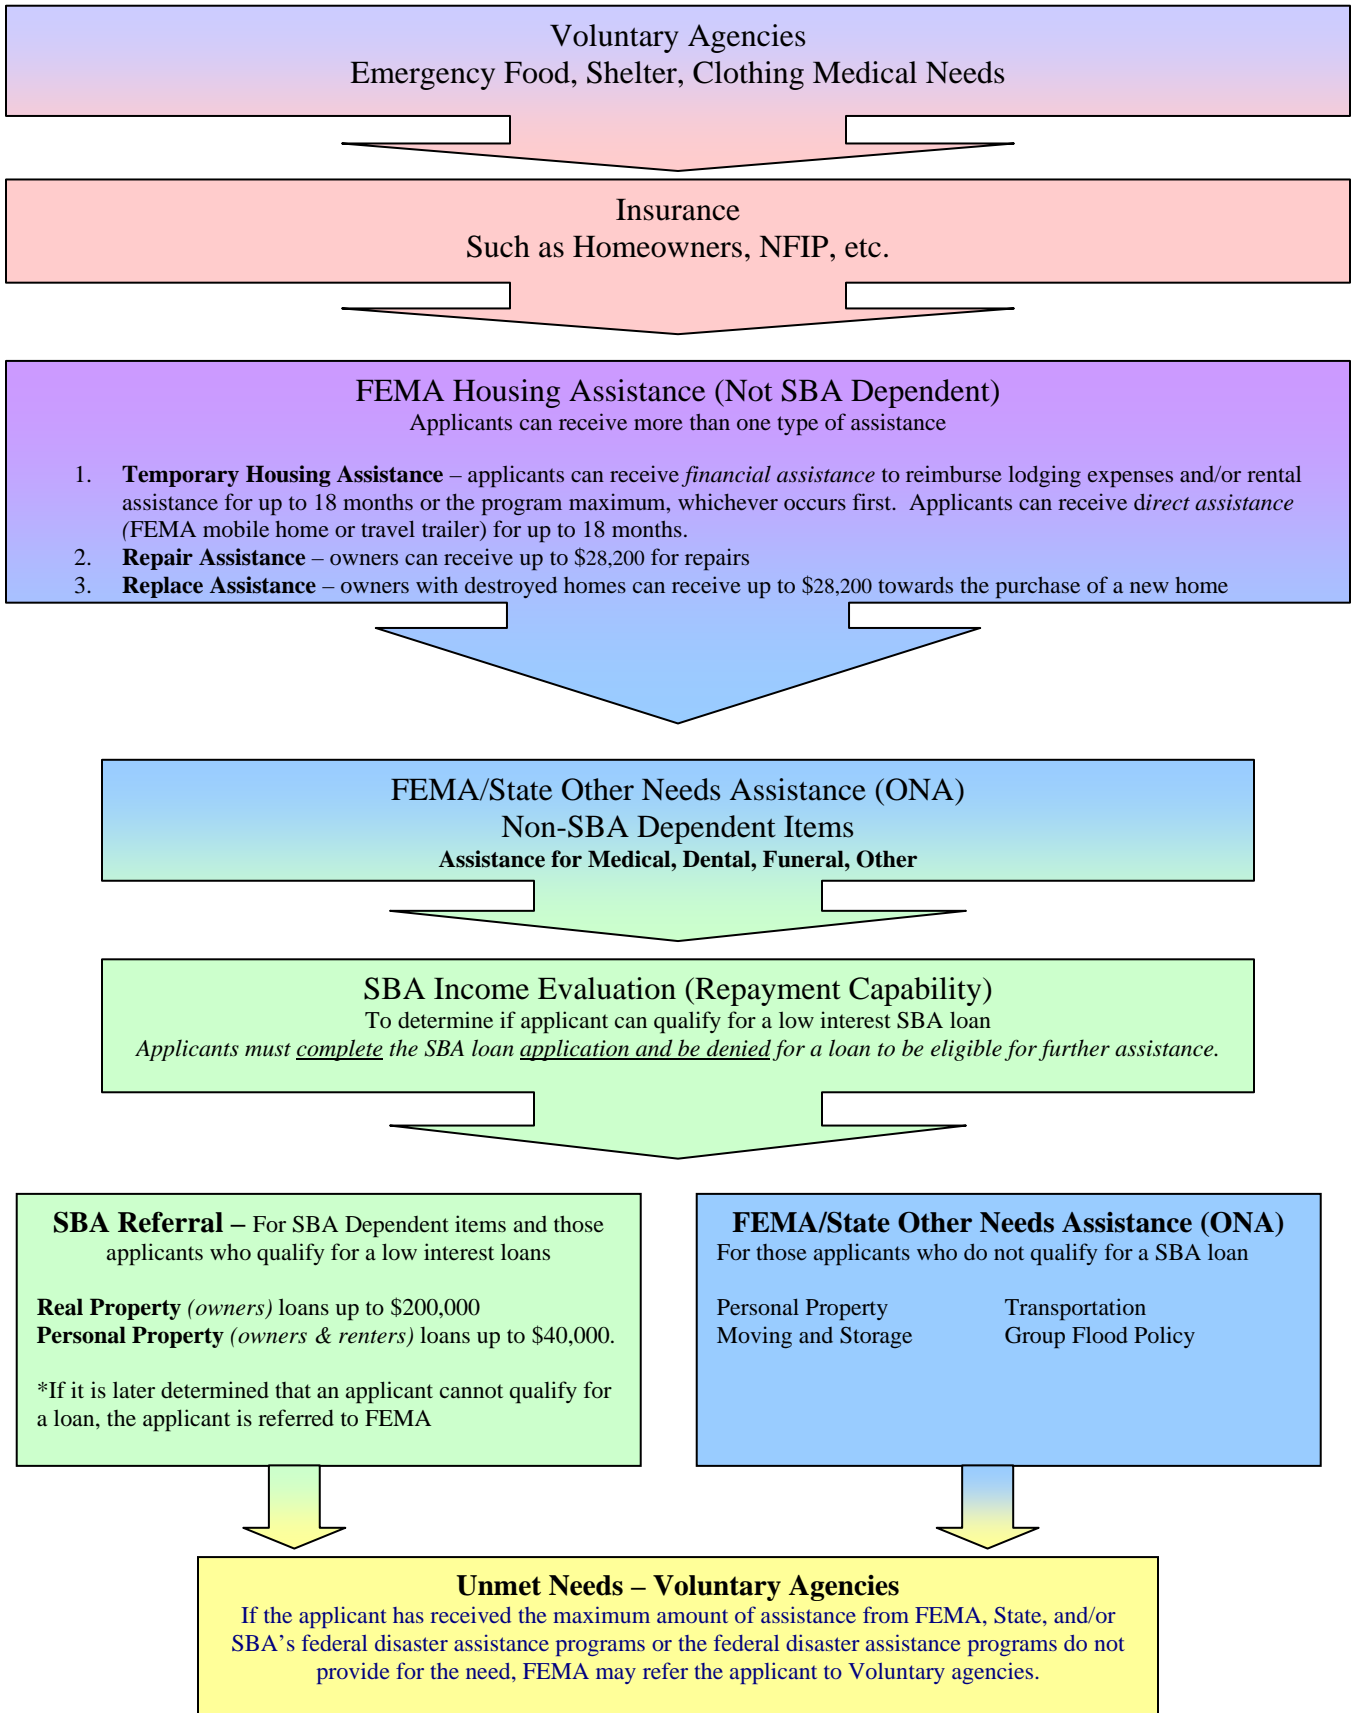 Voluntary Agencies
Emergency Food, Shelter, Clothing Medical Needs
Insurance
Such as Homeowners, NFIP, etc.
FEMA Housing Assistance (Not SBA Dependent)
Applicants can receive more than one type of assistance
1. Temporary Housing Assistance – applicants can receive financial assistance to reimburse lodging expenses and/or rental
assistance for up to 18 months or the program maximum, whichever occurs first. Applicants can receive direct assistance
(FEMA mobile home or travel trailer) for up to 18 months.
2. Repair Assistance – owners can receive up to $28,200 for repairs
3. Replace Assistance – owners with destroyed homes can receive up to $28,200 towards the purchase of a new home
FEMA/State Other Needs Assistance (ONA)
Non-SBA Dependent Items
Assistance for Medical, Dental, Funeral, Other
SBA Income Evaluation (Repayment Capability)
To determine if applicant can qualify for a low interest SBA loan
Applicants must complete the SBA loan application and be denied for a loan to be eligible for further assistance.
SBA Referral – For SBA Dependent items and those
applicants who qualify for a low interest loans
Real Property (owners) loans up to $200,000
Personal Property (owners & renters) loans up to $40,000.
*If it is later determined that an applicant cannot qualify for
a loan, the applicant is referred to FEMA
FEMA/State Other Needs Assistance (ONA)
For those applicants who do not qualify for a SBA loan
Personal Property Transportation
Moving and Storage Group Flood Policy
Unmet Needs – Voluntary Agencies
If the applicant has received the maximum amount of assistance from FEMA, State, and/or
SBA’s federal disaster assistance programs or the federal disaster assistance programs do not
provide for the need, FEMA may refer the applicant to Voluntary agencies.